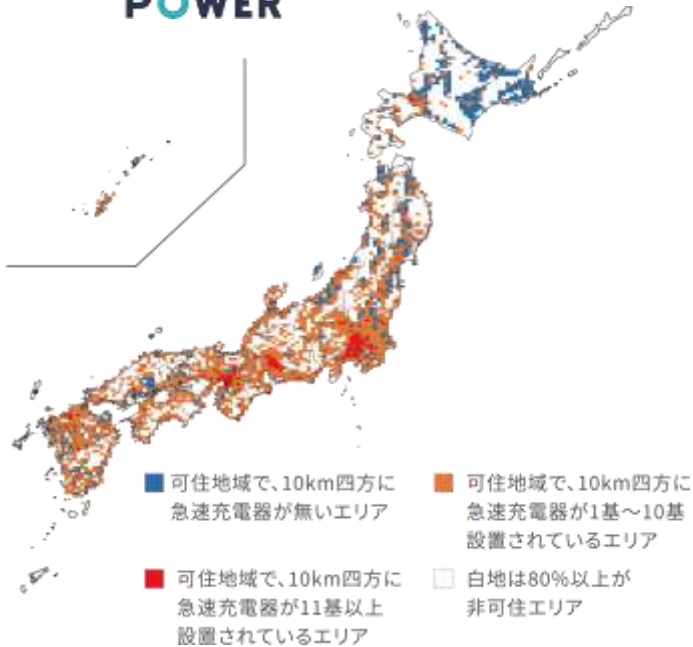 POWER
可住地域で、10km四方に
急速充電器が無いエリア
可住地域で、10km四方に
急速充電器が1基～10基
設置されているエリア
可住地域で、10km四方に
急速充電器が11基以上
設置されているエリア
白地は80%以上が
非可住エリア